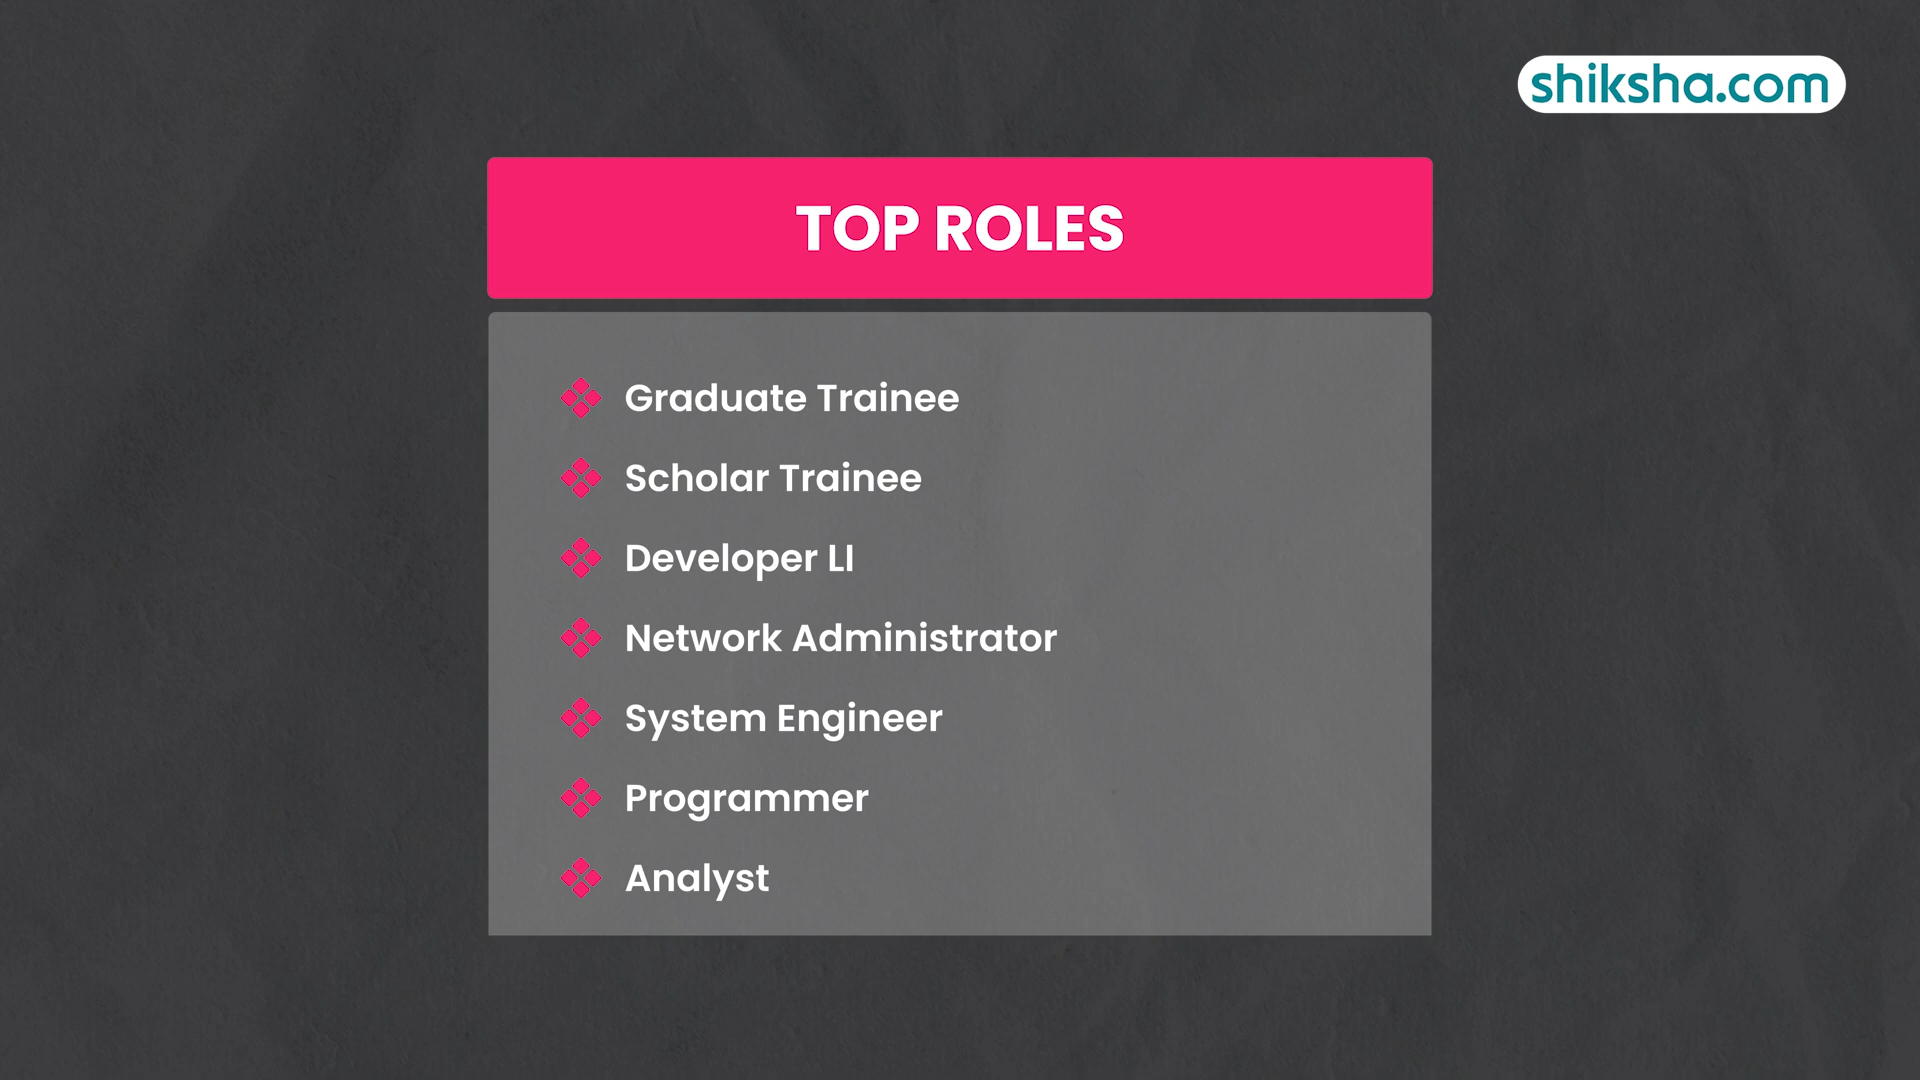 shiksha.com
TOP ROLES
Graduate Trainee
Scholar Trainee
Developer LI
Network Administrator
System Engineer
Programmer
Analyst